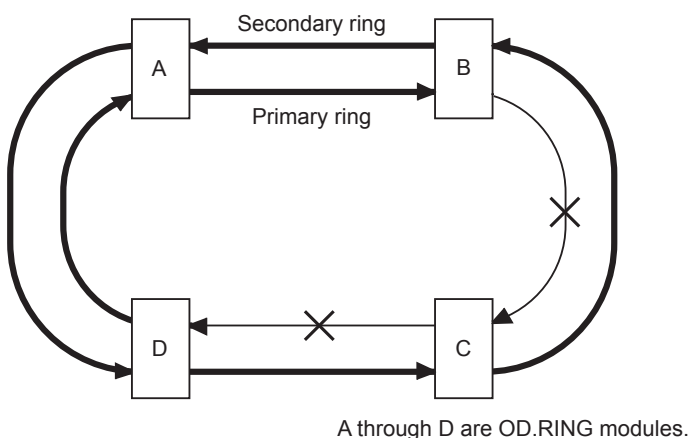 Secondary ring
A
B
Primary ring
D
C
A through D are OD.RING modules.